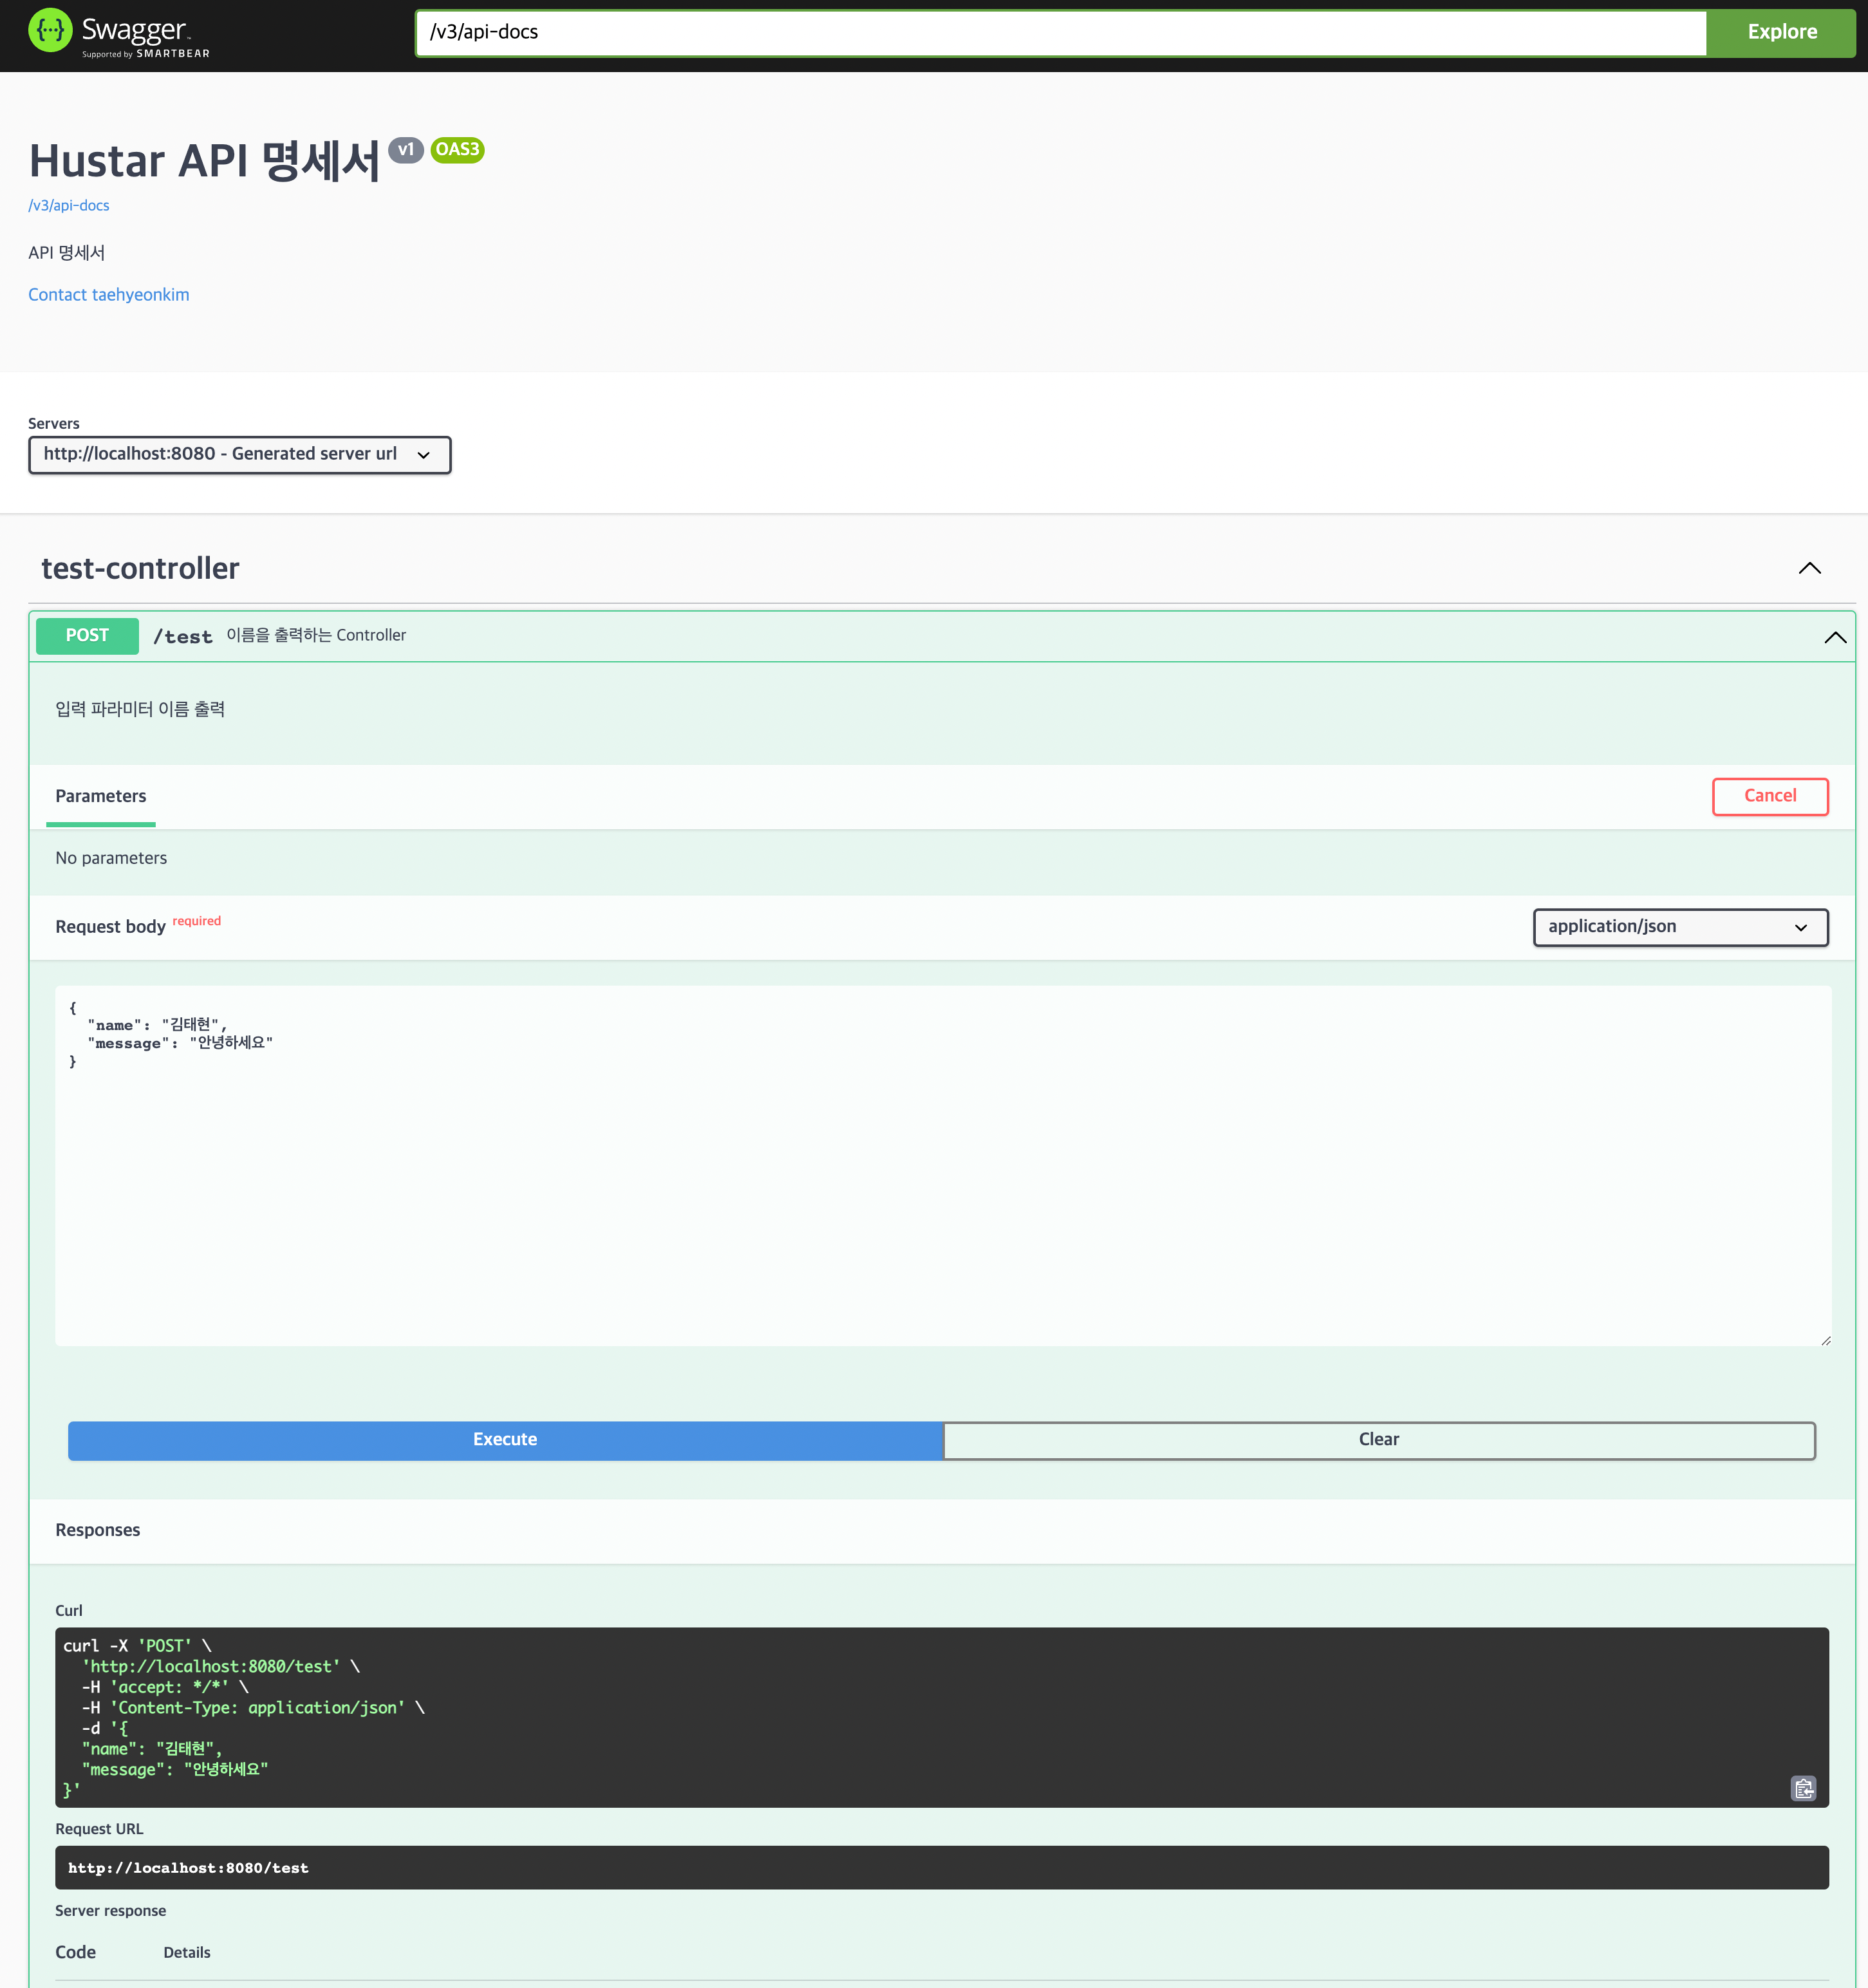 Swagger™
Supported by SMARTBEAR
/v3/api-docs
Explore
Hustar API 명세서 v1 OAS3
/v3/api-docs
API 명세서
Contact taehyeonkim
Servers
http://localhost:8080 - Generated server url
test-controller
POST /test 이름을 출력하는 Controller
입력 파라미터 이름 출력
Parameters
Cancel
No parameters
Request body required
application/json
{
  "name": "김태현",
  "message": "안녕하세요"
}
Execute
Clear
Responses
Curl
curl -X 'POST' \
  'http://localhost:8080/test' \
  -H 'accept: */*' \
  -H 'Content-Type: application/json' \
  -d '{
  "name": "김태현",
  "message": "안녕하세요"
}'
Request URL
http://localhost:8080/test
Server response
Code Details